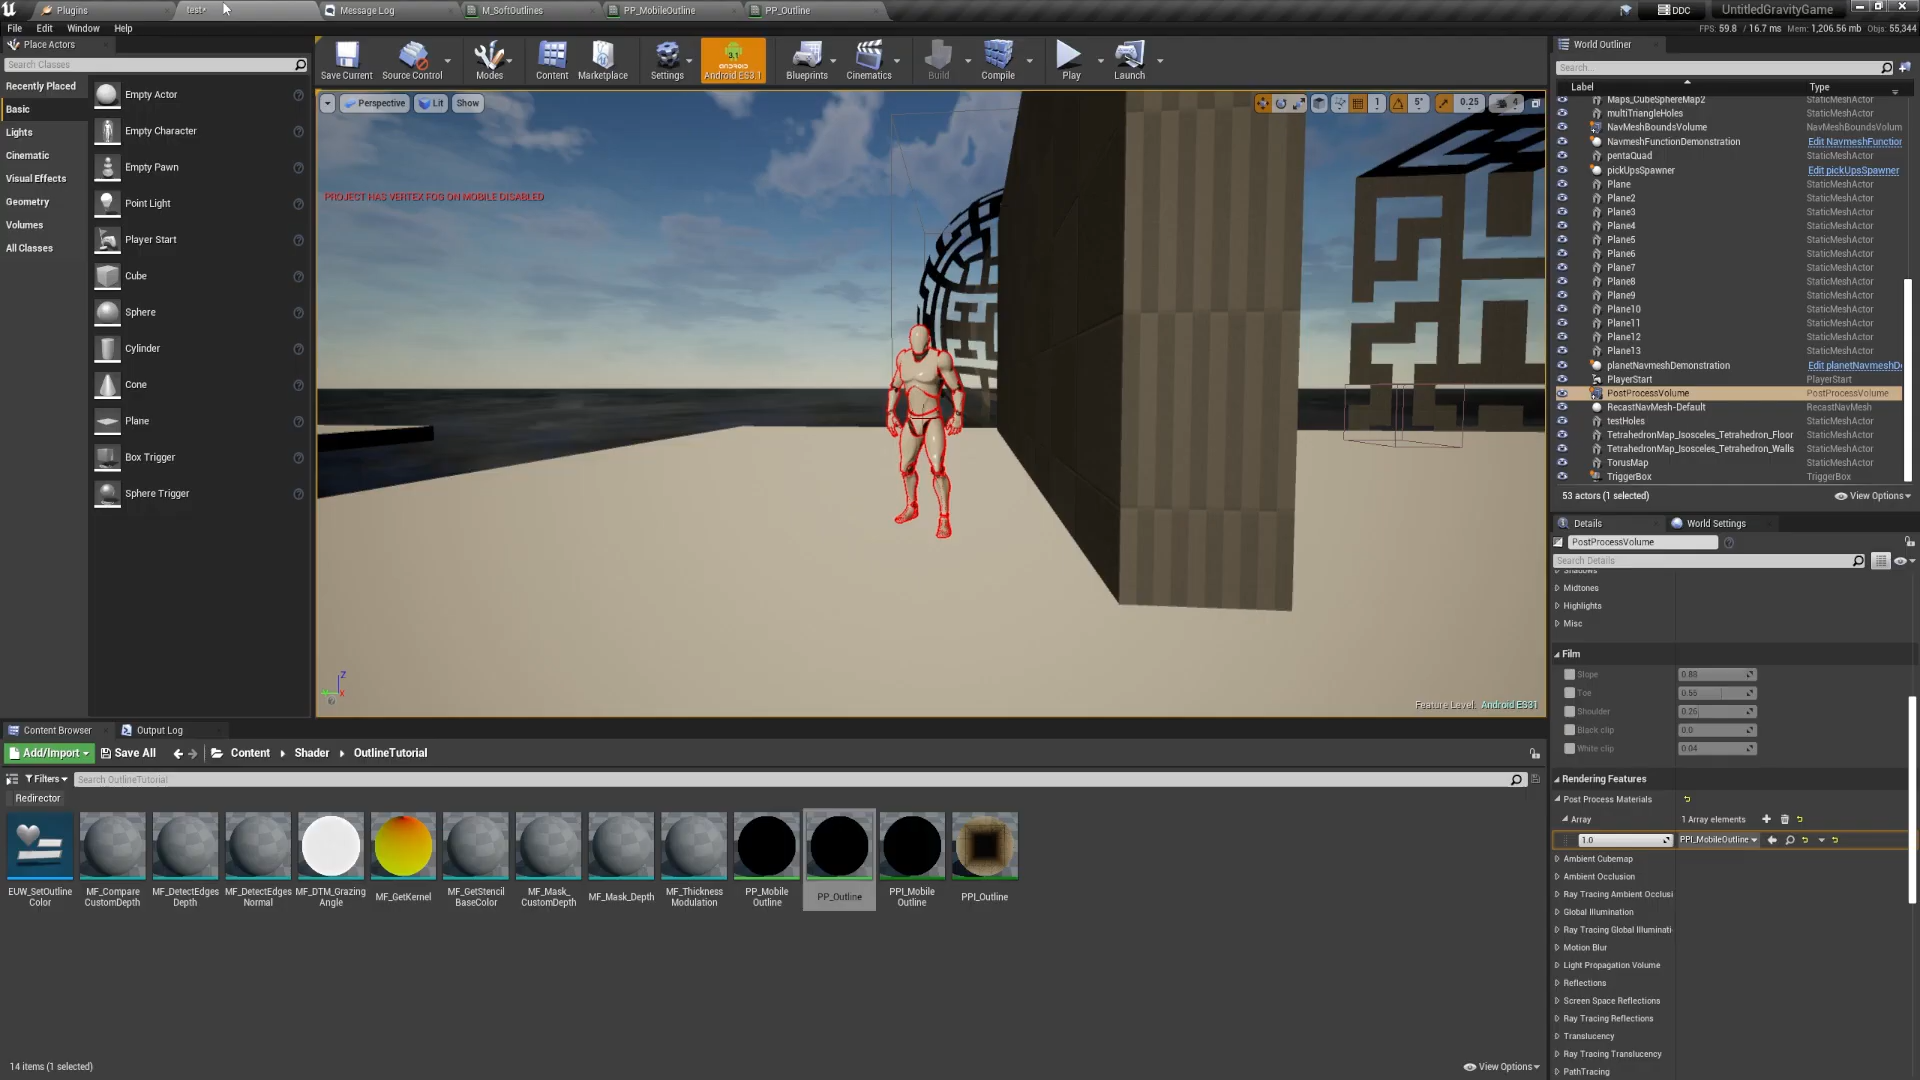 Plugins
test*
Message Log
M_SoftOutlines
PP_MobileOutline
PP_Outline
DDC
UntitledGravityGame
File Edit Window Help
FPS: 59.8 / 16.7 ms Mem: 1,206.56 mb Objs: 55,344
Place Actors
Search Classes
Recently Placed
Basic
Lights
Cinematic
Visual Effects
Geometry
Volumes
All Classes
Empty Actor
Empty Character
Empty Pawn
Point Light
Player Start
Cube
Sphere
Cylinder
Cone
Plane
Box Trigger
Sphere Trigger
Save Current
Source Control
Modes
Content
Marketplace
Settings
Android ES3.1
Blueprints
Cinematics
Build
Compile
Play
Launch
Perspective
Lit
Show
1
5°
0.25
4
PROJECT HAS VERTEX FOG ON MOBILE DISABLED
Feature Level: Android ES31
World Outliner
Search...
Label Type
Maps_CubeSphereMap2 StaticMeshActor
multiTriangleHoles StaticMeshActor
NavMeshBoundsVolume NavMeshBoundsVolum
NavmeshFunctionDemonstration Edit NavmeshFunction
pentaQuad StaticMeshActor
pickUpsSpawner Edit pickUpsSpawner
Plane StaticMeshActor
Plane2 StaticMeshActor
Plane3 StaticMeshActor
Plane4 StaticMeshActor
Plane5 StaticMeshActor
Plane6 StaticMeshActor
Plane7 StaticMeshActor
Plane8 StaticMeshActor
Plane9 StaticMeshActor
Plane10 StaticMeshActor
Plane11 StaticMeshActor
Plane12 StaticMeshActor
Plane13 StaticMeshActor
planetNavmeshDemonstration Edit planetNavmeshD
PlayerStart PlayerStart
PostProcessVolume PostProcessVolume
RecastNavMesh-Default RecastNavMesh
testHoles StaticMeshActor
TetrahedronMap_Isosceles_Tetrahedron_Floor StaticMeshActor
TetrahedronMap_Isosceles_Tetrahedron_Walls StaticMeshActor
TorusMap StaticMeshActor
TriggerBox TriggerBox
53 actors (1 selected)
View Options
Details
World Settings
PostProcessVolume
Search Details
Shadows
Midtones
Highlights
Misc
Film
Slope 0.88
Toe 0.55
Shoulder 0.26
Black clip 0.0
White clip 0.04
Rendering Features
Post Process Materials
Array 1 Array elements
1.0 PPI_MobileOutline
Ambient Cubemap
Ambient Occlusion
Ray Tracing Ambient Occlusi
Global Illumination
Ray Tracing Global Illuminati
Motion Blur
Light Propagation Volume
Reflections
Screen Space Reflections
Ray Tracing Reflections
Translucency
Ray Tracing Translucency
PathTracing
Content Browser
Output Log
Add/Import
Save All
Content
Shader
OutlineTutorial
Filters
Search OutlineTutorial
Redirector
EUW_SetOutline
Color
MF_Compare
CustomDepth
MF_DetectEdges
Depth
MF_DetectEdges
Normal
MF_DTM_Grazing
Angle
MF_GetKernel
MF_GetStencil
BaseColor
MF_Mask_
CustomDepth
MF_Mask_Depth
MF_Thickness
Modulation
PP_Mobile
Outline
PP_Outline
PPI_Mobile
Outline
PPI_Outline
14 items (1 selected)
View Options